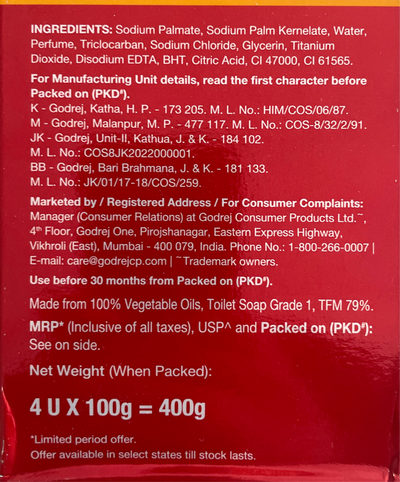 INGREDIENTS: Sodium Palmate, Sodium Palm Kernelate, Water,
Perfume, Triclocarban, Sodium Chloride, Glycerin, Titanium
Dioxide, Disodium EDTA, BHT, Citric Acid, CI 47000, CI 61565.
For Manufacturing Unit details, read the first character before
Packed on (PKD#).
K - Godrej, Katha, H. P. - 173 205. M. L. No.: HIM/COS/06/87.
M - Godrej, Malanpur, M. P. - 477 117. M. L. No.: COS-8/32/2/91.
JK - Godrej, Unit-II, Kathua, J. & K. - 184 102.
M. L. No.: COS8JK2022000001.
BB - Godrej, Bari Brahmana, J. & K. - 181 133.
M. L. No.: JK/01/17-18/COS/259.
Marketed by / Registered Address / For Consumer Complaints:
Manager (Consumer Relations) at Godrej Consumer Products Ltd.~,
4th Floor, Godrej One, Pirojshanagar, Eastern Express Highway,
Vikhroli (East), Mumbai - 400 079, India. Phone No.: 1-800-266-0007 |
E-mail: care@godrejcp.com | ~Trademark owners.
Use before 30 months from Packed on (PKD#).
Made from 100% Vegetable Oils, Toilet Soap Grade 1, TFM 79%.
MRP* (Inclusive of all taxes), USP^ and Packed on (PKD#):
See on side.
Net Weight (When Packed):
4 U X 100g = 400g
*Limited period offer.
Offer available in select states till stock lasts.